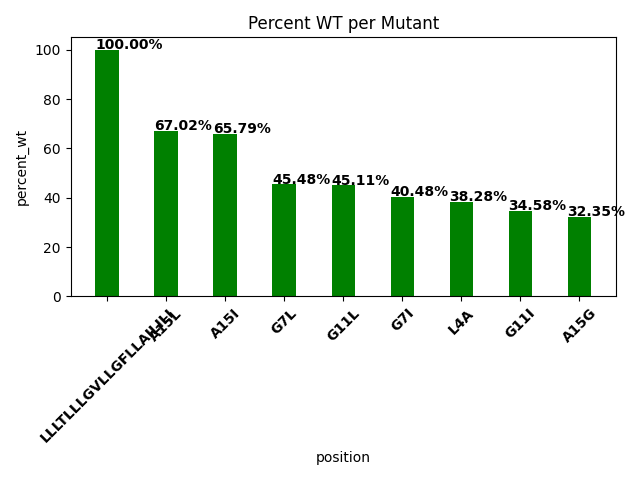 Percent WT per Mutant
percent_wt
100
80
60
40
20
0
100.00%
67.02%
65.79%
45.48%
45.11%
40.48%
38.28%
34.58%
32.35%
A15L
A15I
G7L
G11L
G7I
L4A
G11I
A15G
position